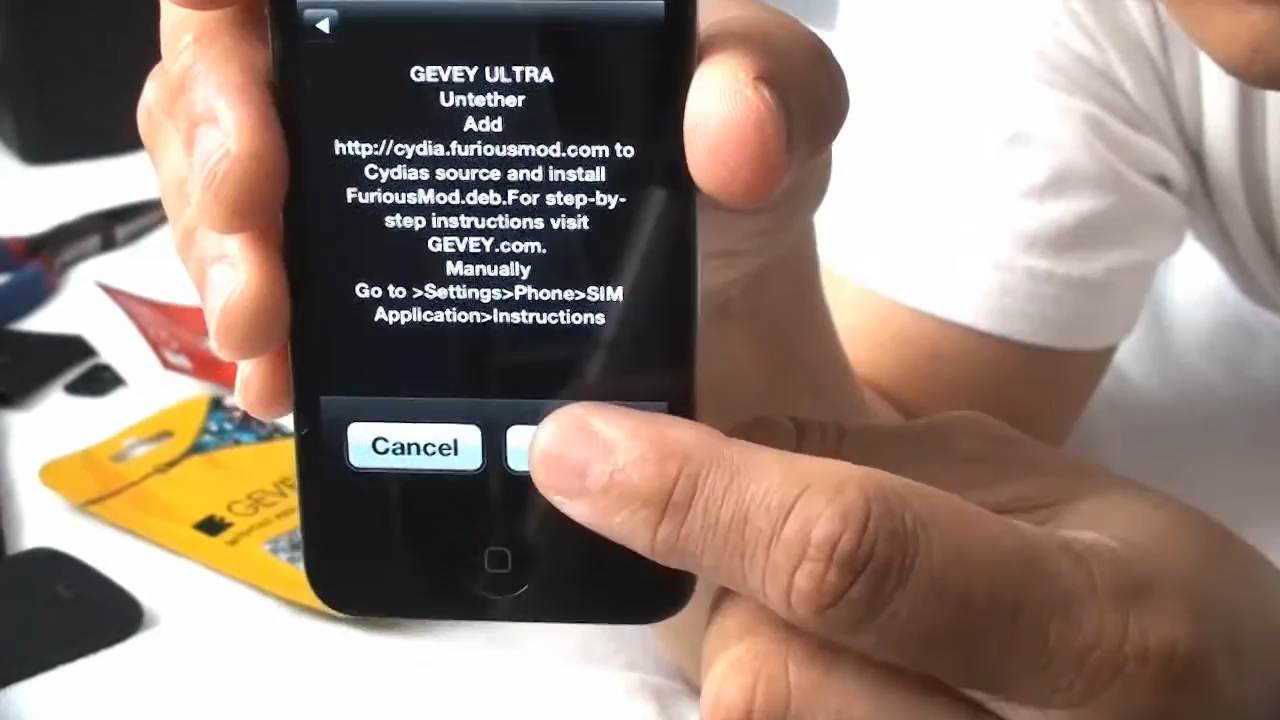 GEVEY ULTRA
Untether
Add
http://cydia.furiousmod.com to
Cydias source and install
FuriousMod.deb.For step-by-
step instructions visit
GEVEY.com.
Manually
Go to >Settings>Phone>SIM
Application>Instructions
Cancel
GEVE